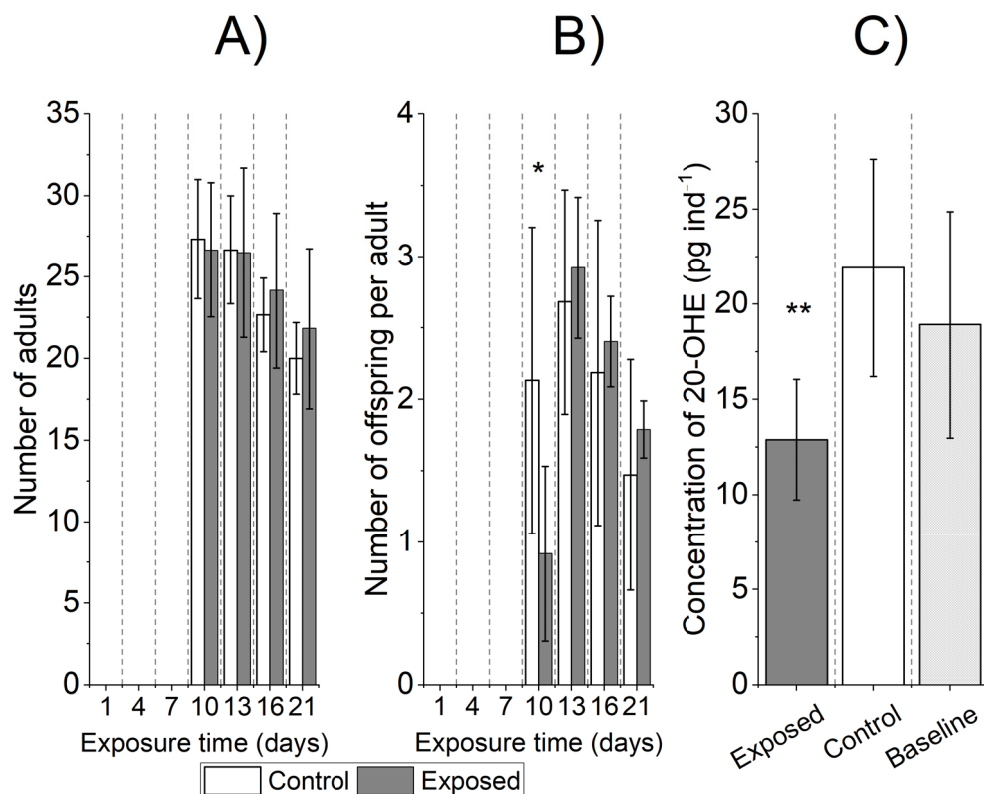 A)
B)
C)
Number of adults
35
30
25
20
15
10
5
0
1 4 7 10 13 16 21
Exposure time (days)
Number of offspring per adult
4
3
2
1
0
*
1 4 7 10 13 16 21
Exposure time (days)
Control Exposed
Concentration of 20-OHE (pg ind⁻¹)
30
25
20
15
10
5
0
**
Exposed
Control
Baseline